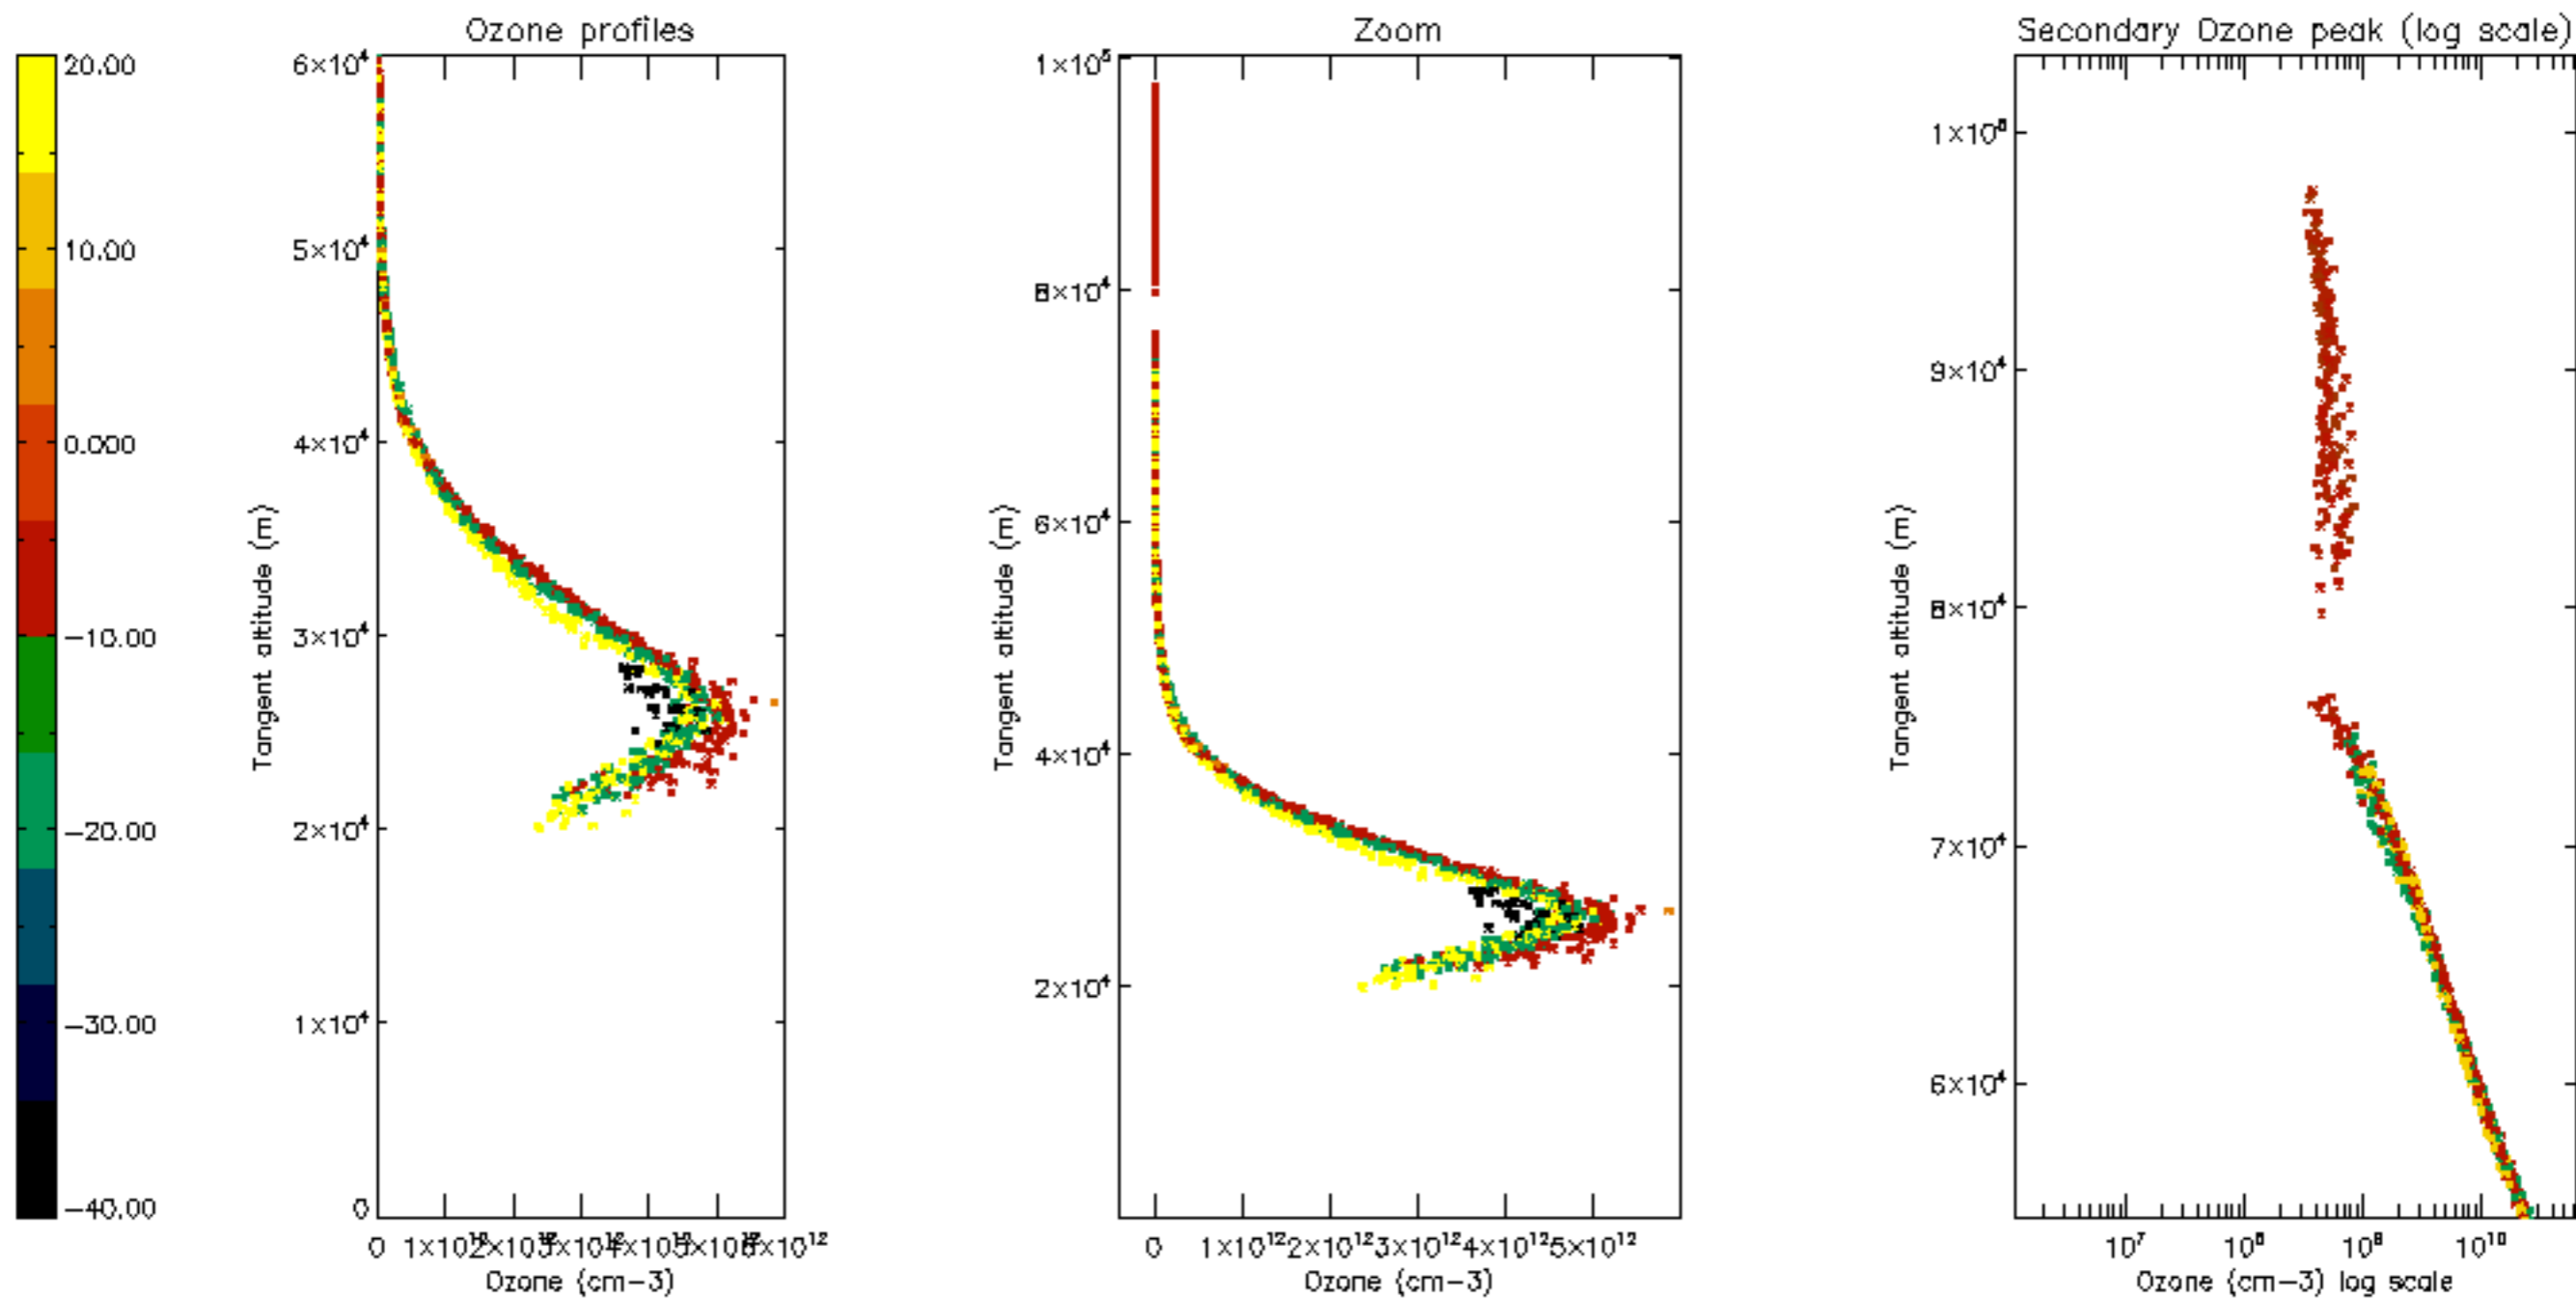 Ozone profiles
Zoom
Secondary Ozone peak (log scale)
20.00
10.00
0.000
−10.00
−20.00
−30.00
−40.00
6×10⁴
5×10⁴
4×10⁴
3×10⁴
2×10⁴
1×10⁴
0
Tangent altitude (m)
0
Ozone (cm−3)
1×10⁵
8×10⁴
6×10⁴
4×10⁴
2×10⁴
Tangent altitude (m)
0 1×10¹² 2×10¹² 3×10¹² 4×10¹² 5×10¹²
Ozone (cm−3)
9×10⁴
8×10⁴
7×10⁴
6×10⁴
Tangent altitude (m)
10⁷ 10⁸ 10⁹ 10¹⁰
Ozone (cm−3) log scale